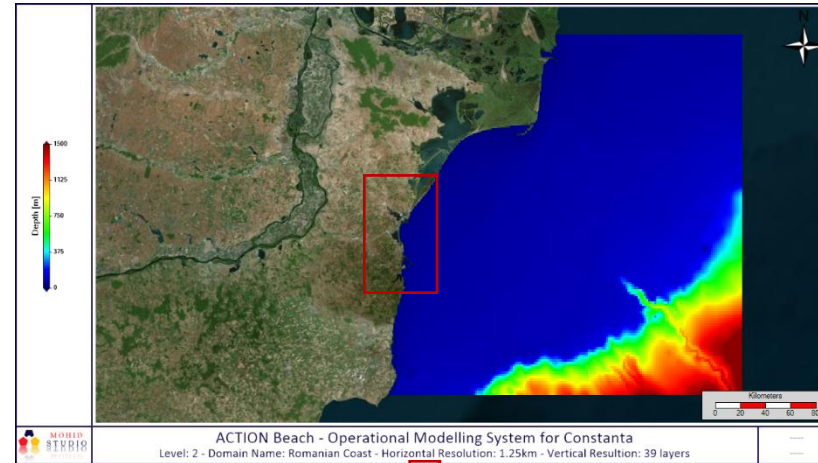 N
1500
1125
750
375
0
Depth [m]
Kilometers
0 20 40 60 80
MOHID
STUDIO
ACTION Beach - Operational Modelling System for Constanta
Level: 2 - Domain Name: Romanian Coast - Horizontal Resolution: 1.25km - Vertical Resultion: 39 layers